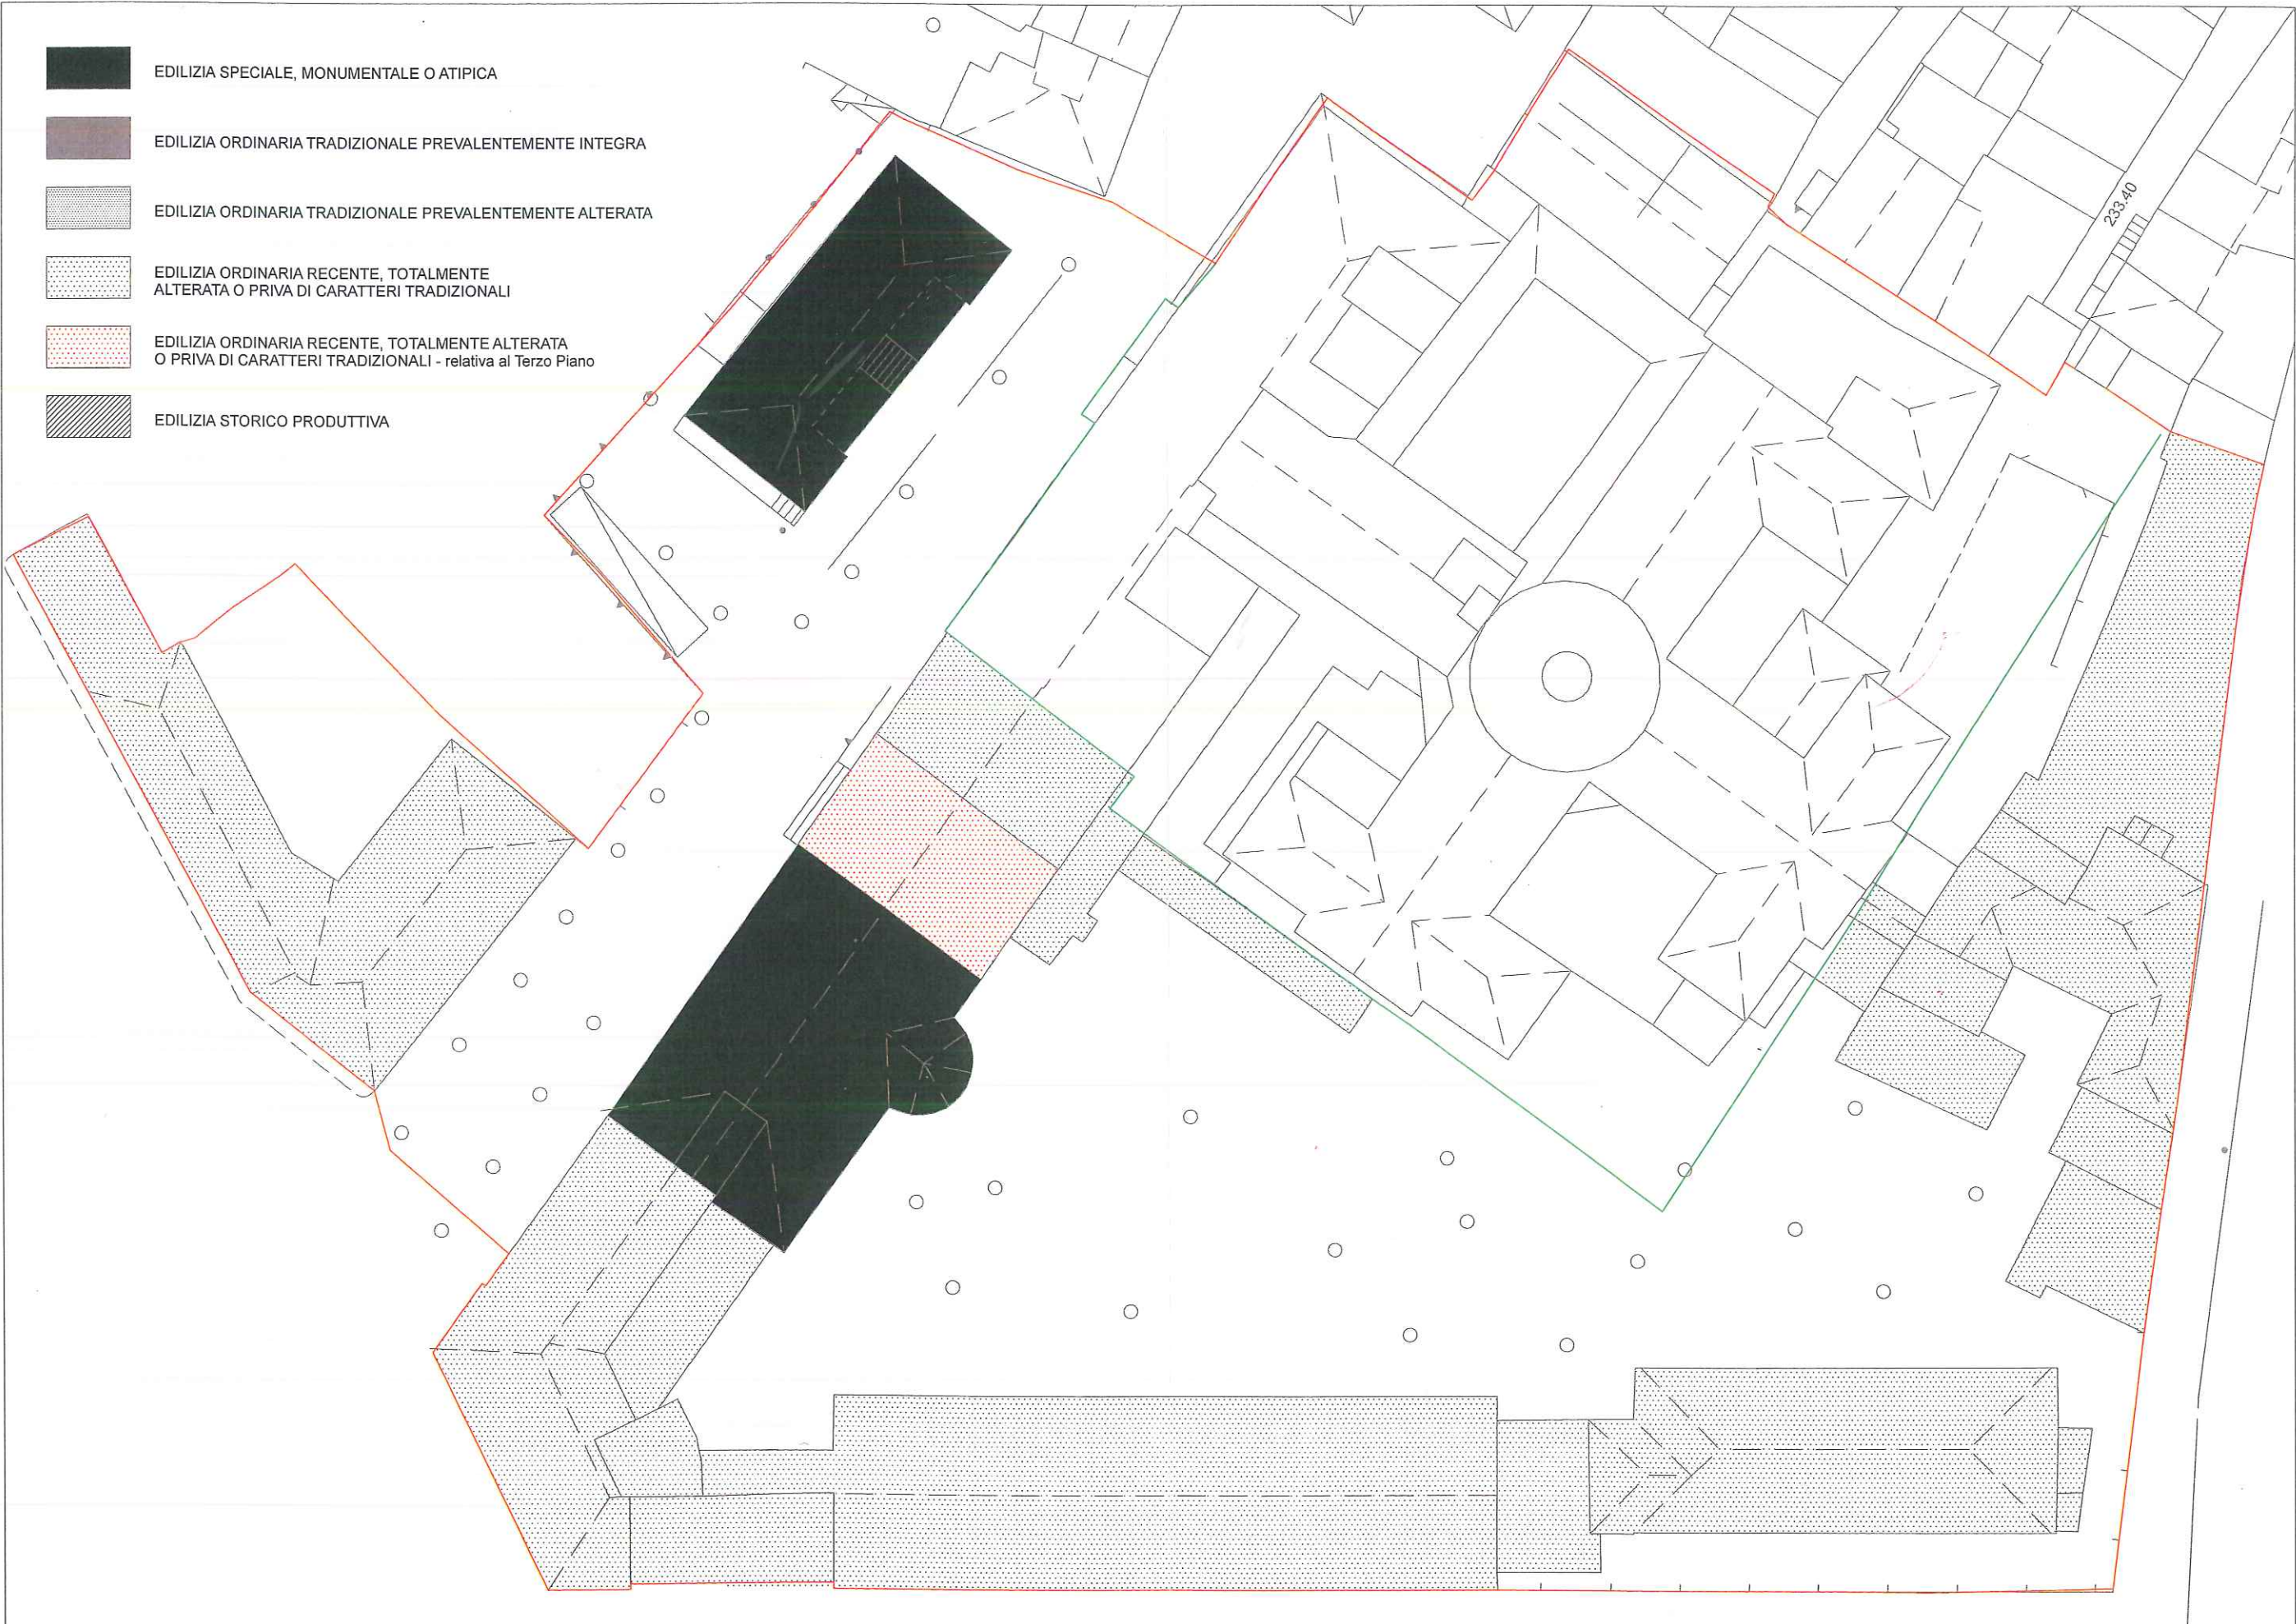 EDILIZIA SPECIALE, MONUMENTALE O ATIPICA
EDILIZIA ORDINARIA TRADIZIONALE PREVALENTEMENTE INTEGRA
EDILIZIA ORDINARIA TRADIZIONALE PREVALENTEMENTE ALTERATA
EDILIZIA ORDINARIA RECENTE, TOTALMENTE
ALTERATA O PRIVA DI CARATTERI TRADIZIONALI
EDILIZIA ORDINARIA RECENTE, TOTALMENTE ALTERATA
O PRIVA DI CARATTERI TRADIZIONALI - relativa al Terzo Piano
EDILIZIA STORICO PRODUTTIVA
233.40